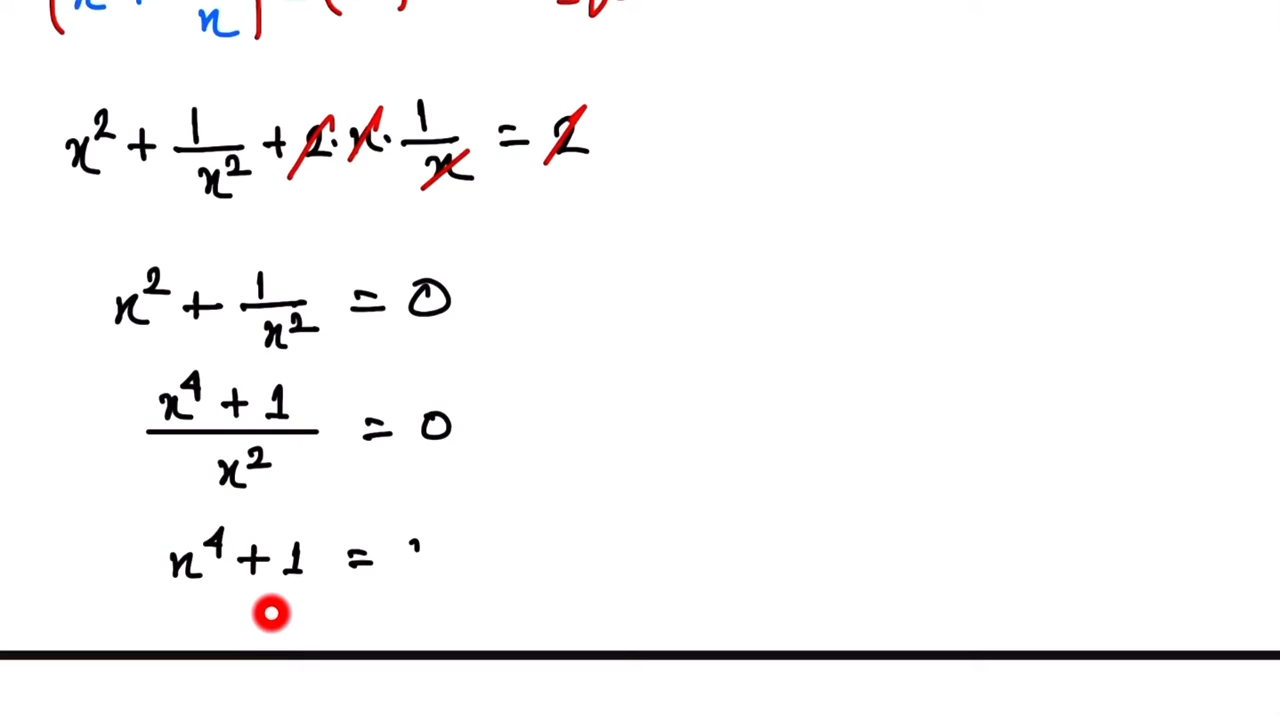 x² + 1/x² + 2·x·1/x = 2
x² + 1/x² = 0
(x⁴ + 1)/x² = 0
x⁴ + 1 =